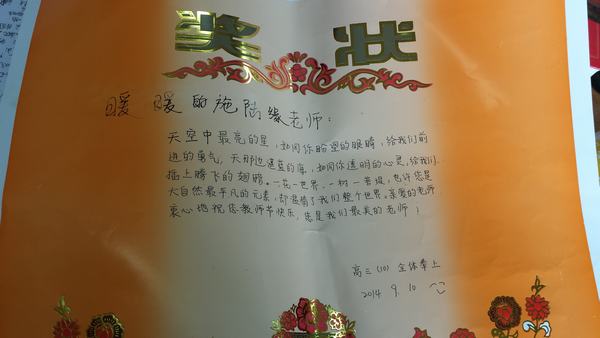 奖 状
暖暖的施陆缘老师：
天空中最亮的星，如同你盼望的眼睛，给我们前
进的勇气，天那边湛蓝的海，如同你透明的心灵，给我们
插上腾飞的翅膀。一花一世界，一树一菩提，也许您是
大自然最平凡的元素，却温情了我们整个世界。亲爱的老师
衷心地祝您教师节快乐，您是我们最美的老师！
高三（10）全体奉上
2014 9. 10